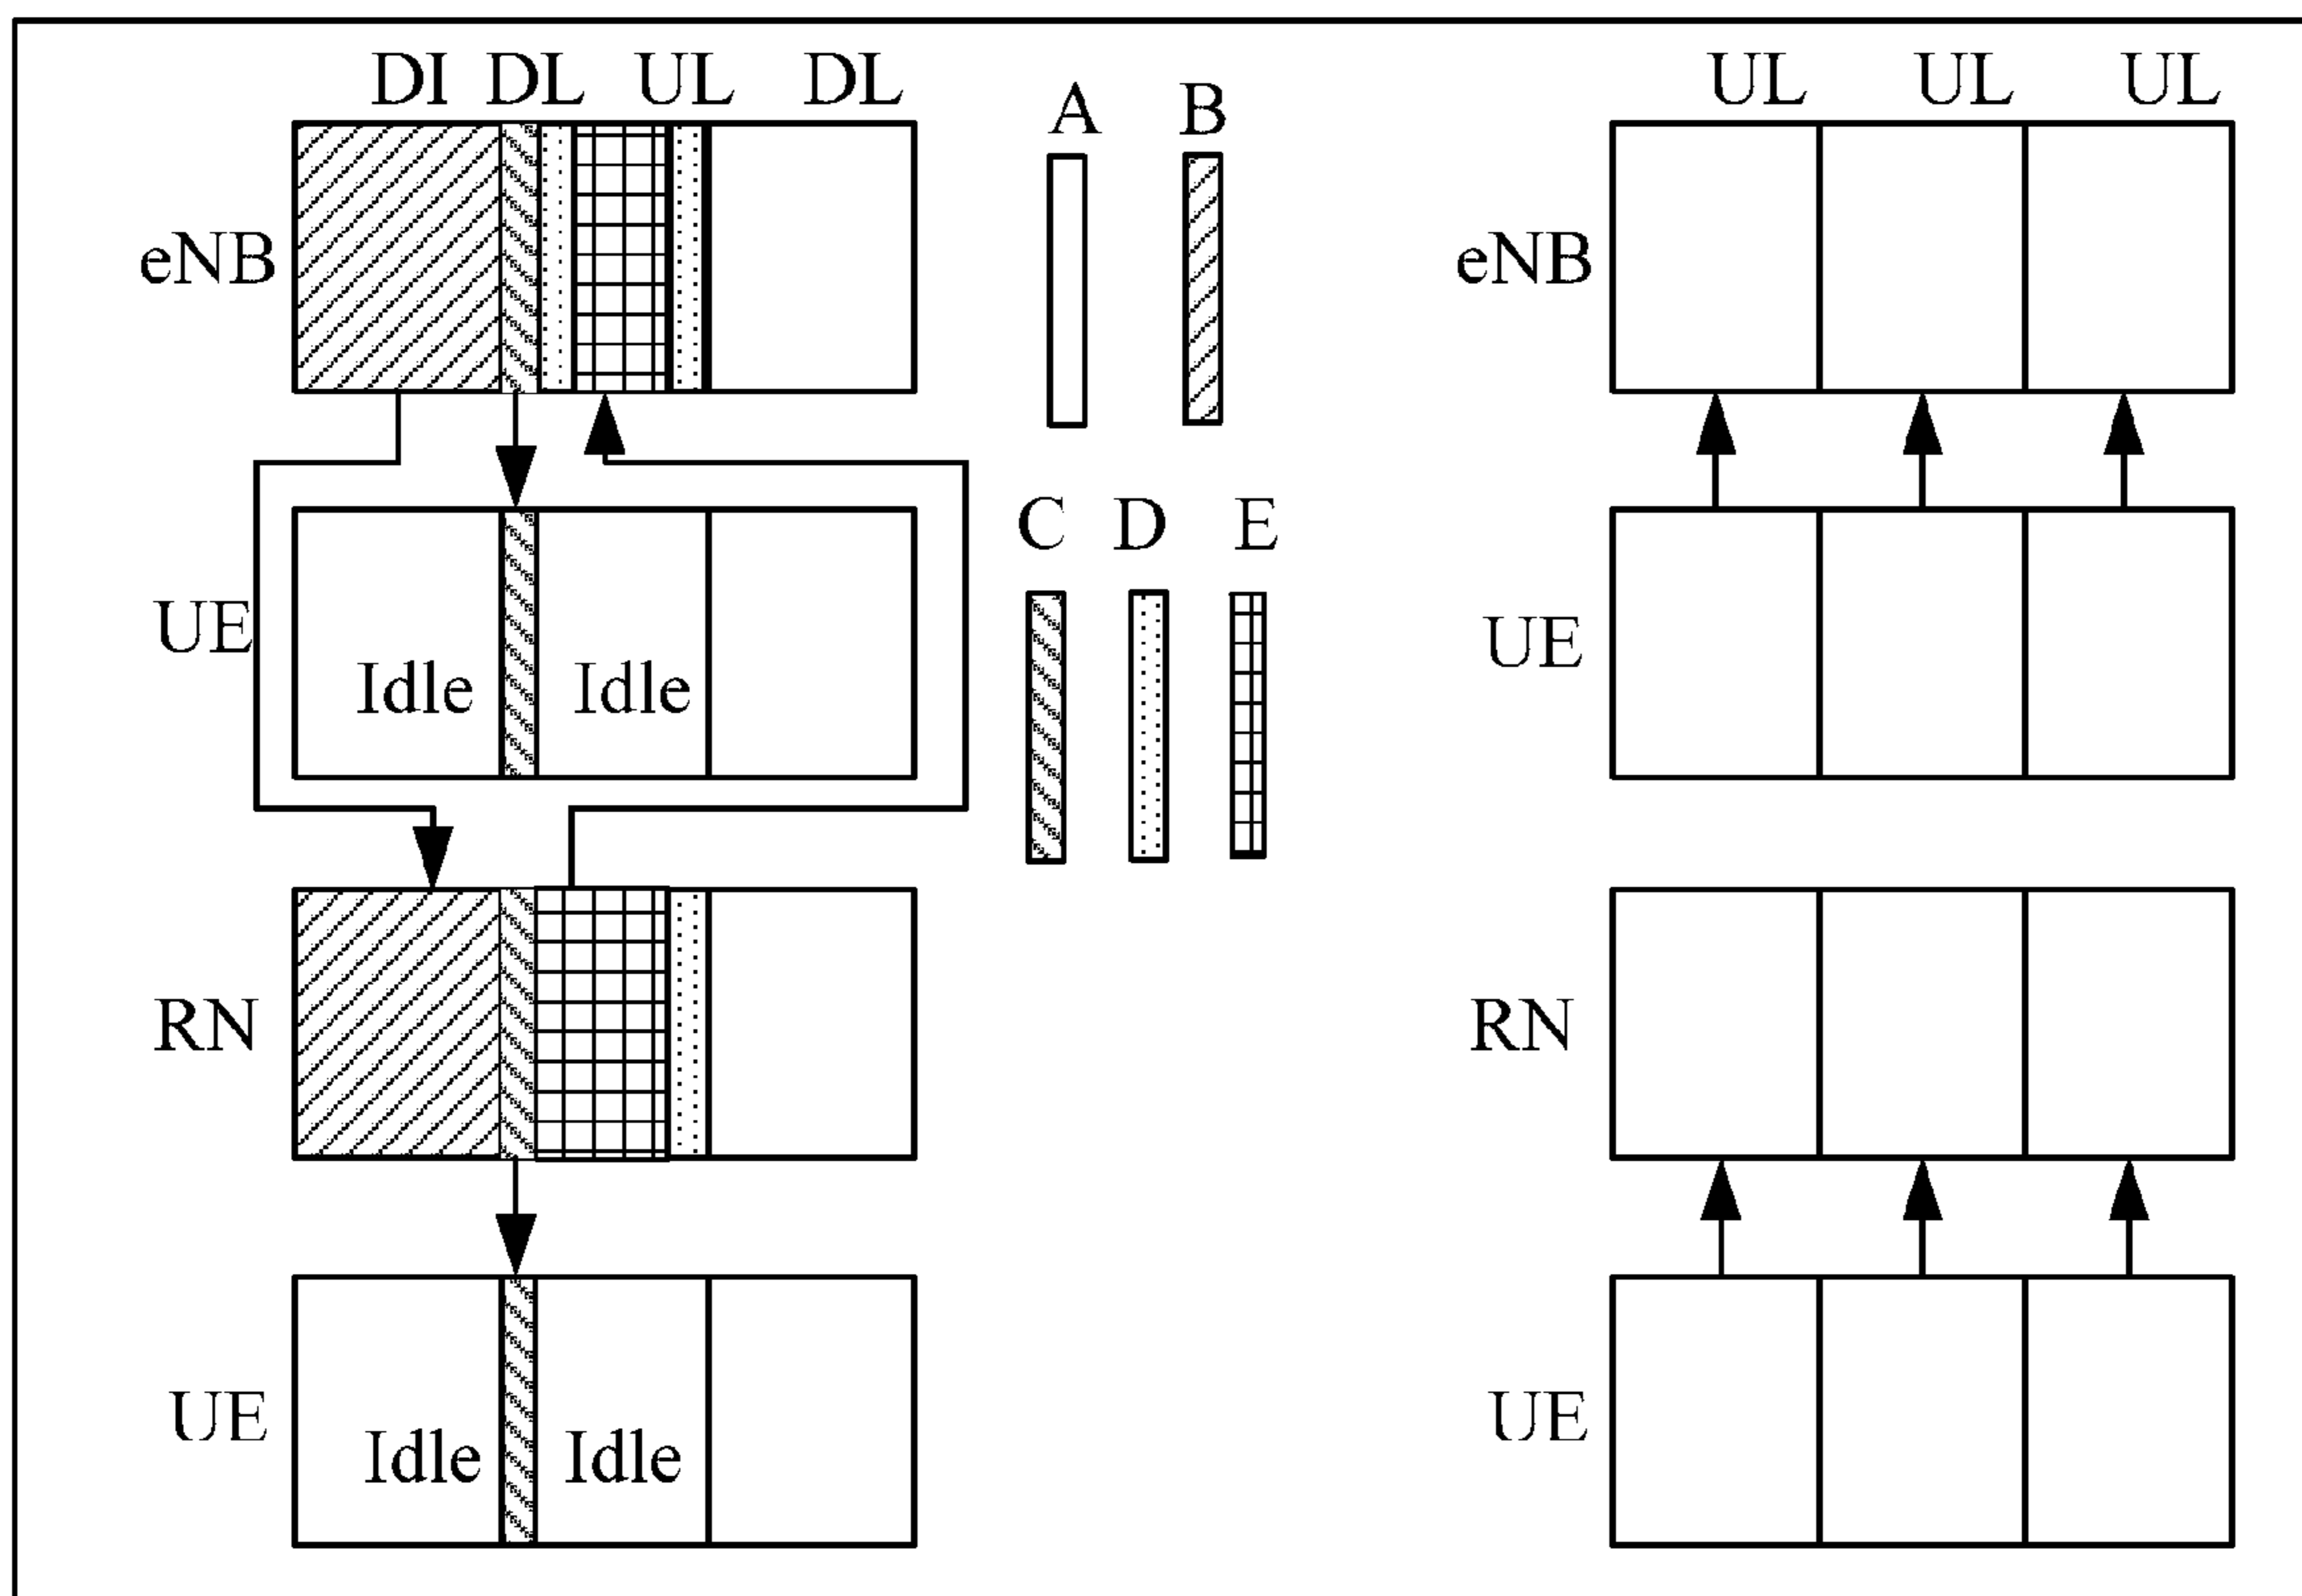 DI DL UL DL
A B
UL UL UL
eNB
eNB
C D E
UE
Idle Idle
UE
RN
RN
UE
Idle Idle
UE